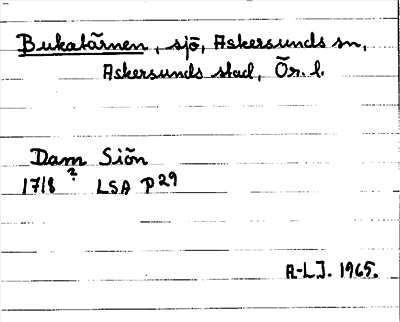 Bukatärnen, sjö, Askersunds sn,
Askersunds stad, Ör. l.
Dam Siön
1718 ? LSA P29
A-L.J. 1965.